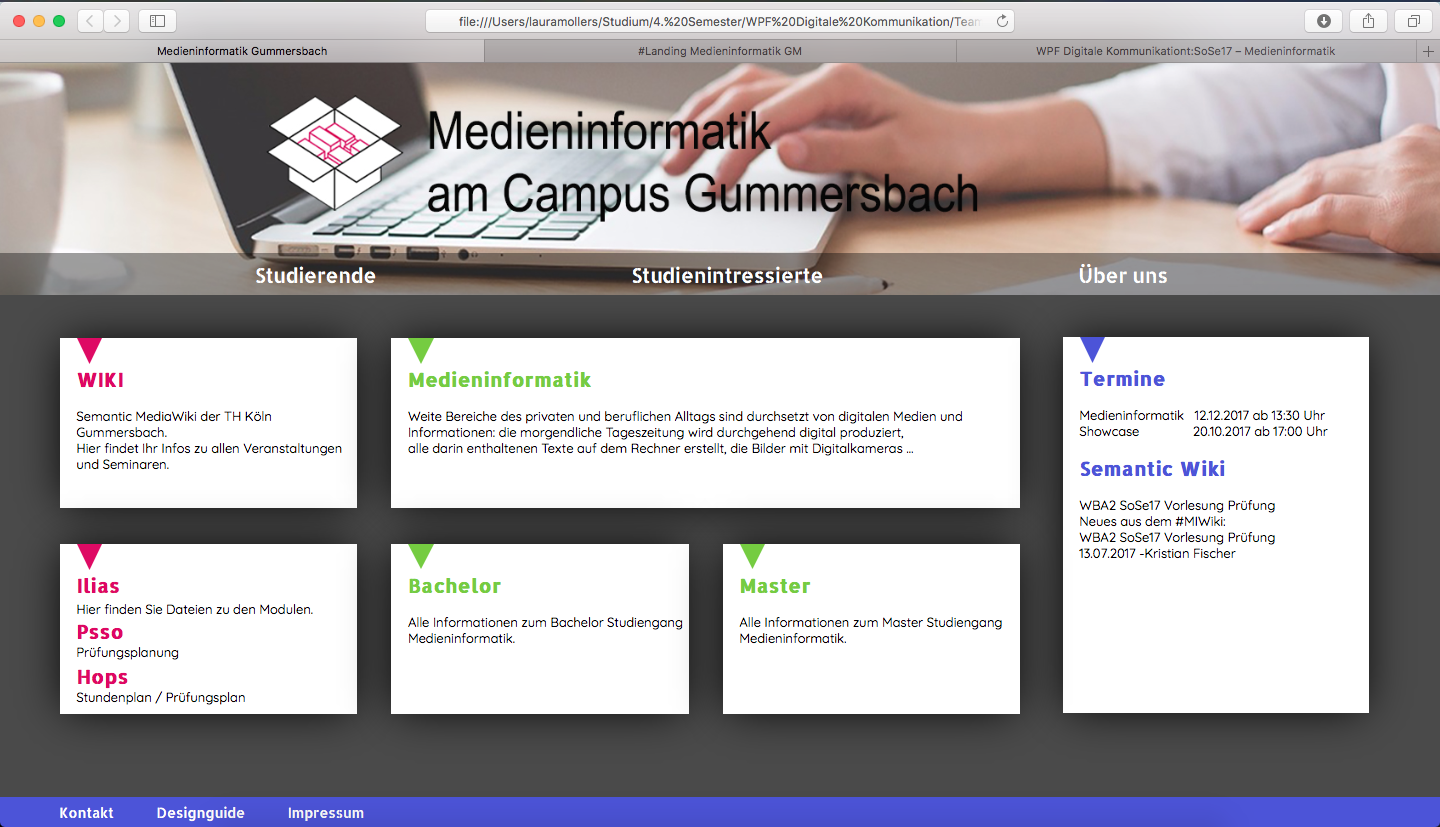 file:///Users/lauramollers/Studium/4.%20Semester/WPF%20Digitale%20Kommunikation/Team
Medieninformatik Gummersbach
#Landing Medieninformatik GM
WPF Digitale Kommunikationt:SoSe17 – Medieninformatik
Medieninformatik
am Campus Gummersbach
Studierende
Studienintressierte
Über uns
WIKI
Semantic MediaWiki der TH Köln
Gummersbach.
Hier findet Ihr Infos zu allen Veranstaltungen
und Seminaren.
Medieninformatik
Weite Bereiche des privaten und beruflichen Alltags sind durchsetzt von digitalen Medien und
Informationen: die morgendliche Tageszeitung wird durchgehend digital produziert,
alle darin enthaltenen Texte auf dem Rechner erstellt, die Bilder mit Digitalkameras ...
Termine
Medieninformatik 12.12.2017 ab 13:30 Uhr
Showcase 20.10.2017 ab 17:00 Uhr
Semantic Wiki
WBA2 SoSe17 Vorlesung Prüfung
Neues aus dem #MIWiki:
WBA2 SoSe17 Vorlesung Prüfung
13.07.2017 -Kristian Fischer
Ilias
Hier finden Sie Dateien zu den Modulen.
Psso
Prüfungsplanung
Hops
Stundenplan / Prüfungsplan
Bachelor
Alle Informationen zum Bachelor Studiengang
Medieninformatik.
Master
Alle Informationen zum Master Studiengang
Medieninformatik.
Kontakt
Designguide
Impressum